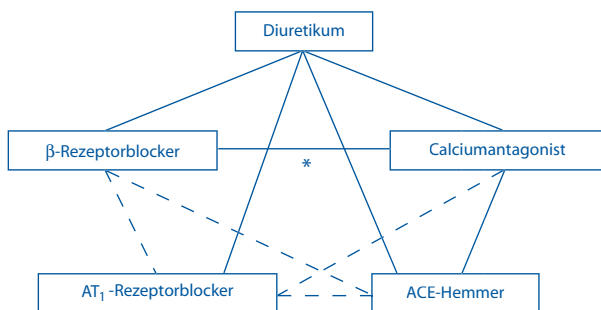 Diuretikum
β-Rezeptorblocker
Calciumantagonist
*
AT₁-Rezeptorblocker
ACE-Hemmer